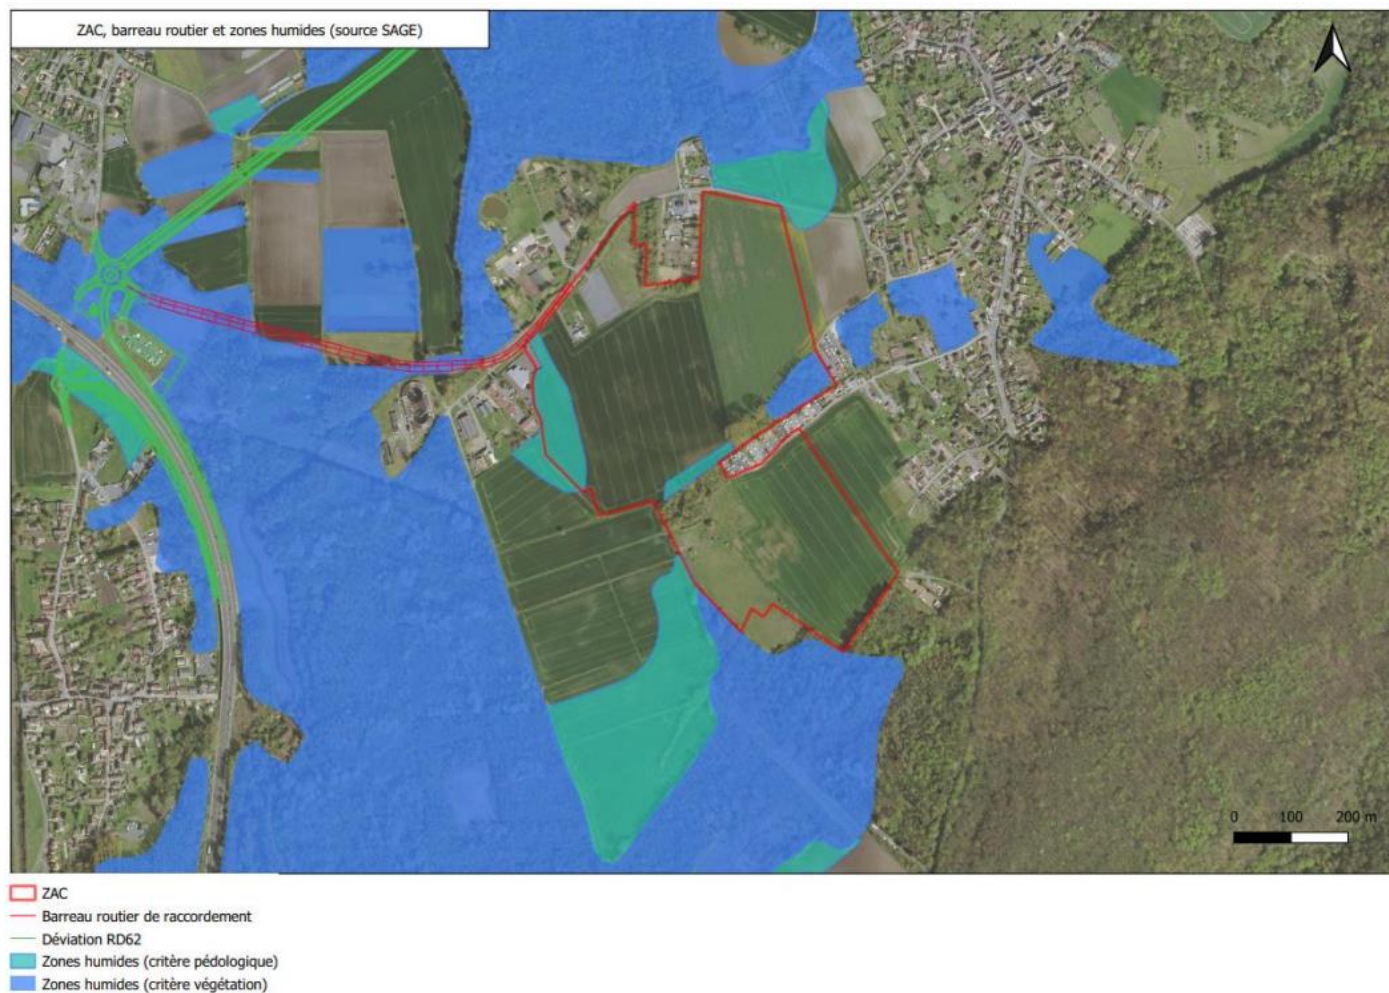 ZAC, barreau routier et zones humides (source SAGE)
0 100 200 m
ZAC
Barreau routier de raccordement
Déviation RD62
Zones humides (critère pédologique)
Zones humides (critère végétation)